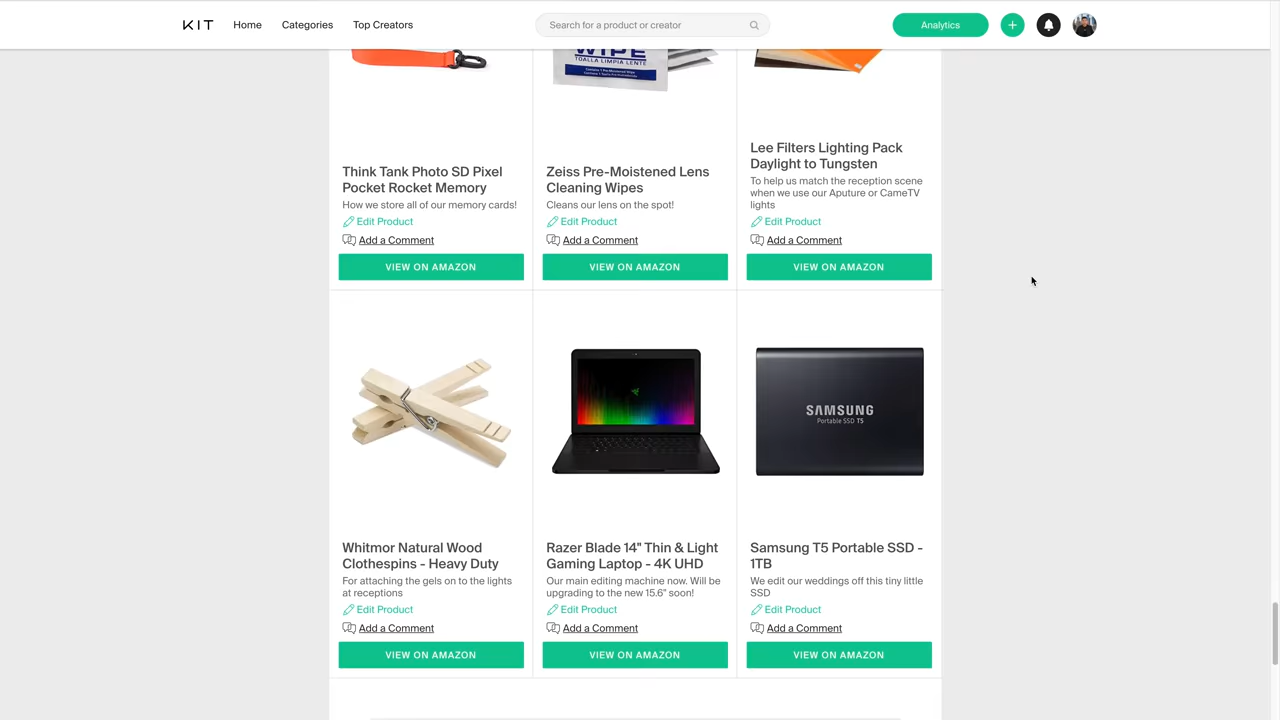 KIT Home Categories Top Creators Search for a product or creator Analytics
WIPE
TOALLA LIMPIA LENTE
Think Tank Photo SD Pixel
Pocket Rocket Memory
How we store all of our memory cards!
Edit Product
Add a Comment
VIEW ON AMAZON
Zeiss Pre-Moistened Lens
Cleaning Wipes
Cleans our lens on the spot!
Edit Product
Add a Comment
VIEW ON AMAZON
Lee Filters Lighting Pack
Daylight to Tungsten
To help us match the reception scene
when we use our Aputure or CameTV
lights
Edit Product
Add a Comment
VIEW ON AMAZON
Whitmor Natural Wood
Clothespins - Heavy Duty
For attaching the gels on to the lights
at receptions
Edit Product
Add a Comment
VIEW ON AMAZON
Razer Blade 14" Thin & Light
Gaming Laptop - 4K UHD
Our main editing machine now. Will be
upgrading to the new 15.6" soon!
Edit Product
Add a Comment
VIEW ON AMAZON
SAMSUNG
Portable SSD T5
Samsung T5 Portable SSD -
1TB
We edit our weddings off this tiny little
SSD
Edit Product
Add a Comment
VIEW ON AMAZON